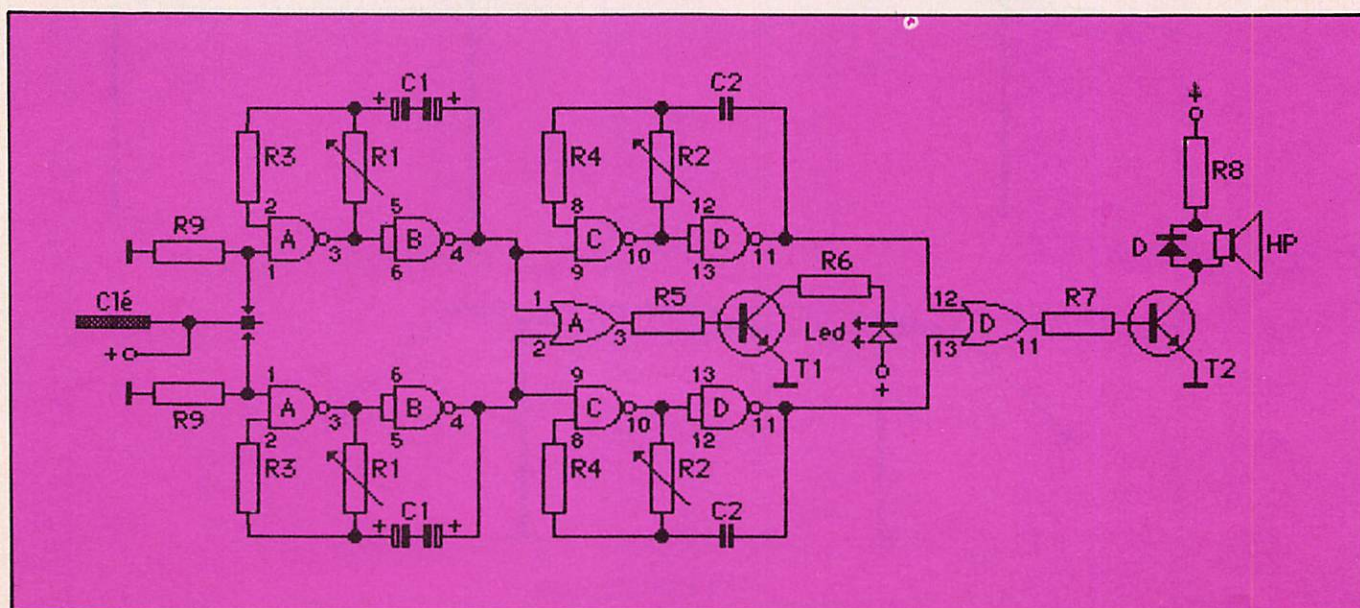 + C1 +
C2
+
R3
R1
R4
R2
R8
2
5
8
12
R9
A
B
C
D
D
HP
3
4
10
11
1
6
9
13
R6
Clé
1
R5
12
R7
A
Led
D
+
2
3
T1
13
11
T2
+
R9
1
6
9
13
A
B
C
D
3
4
10
11
2
5
8
12
R3
R1
R4
R2
+ C1 +
C2